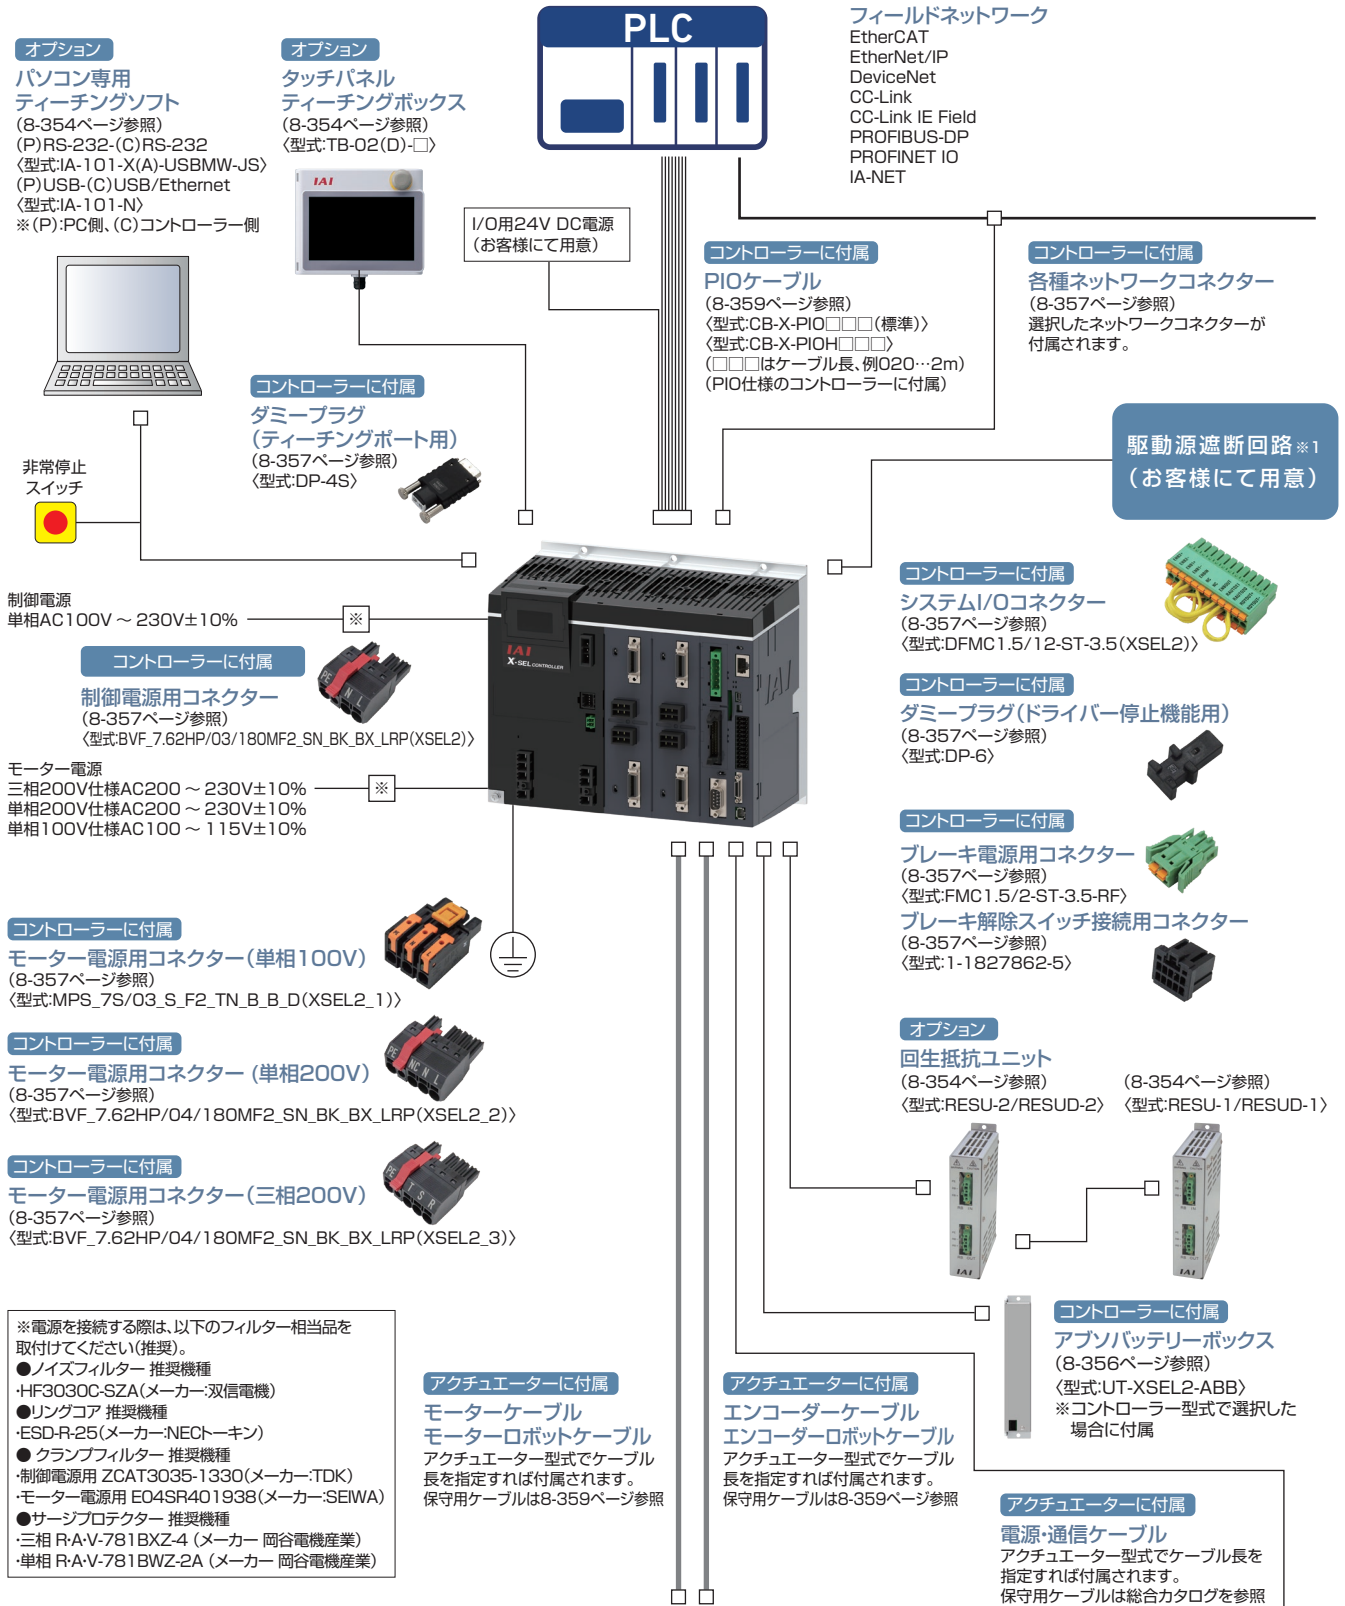 オプション
パソコン専用
ティーチングソフト
(8-354ページ参照)
(P)RS-232-(C)RS-232
〈型式:IA-101-X(A)-USBMW-JS〉
(P)USB-(C)USB/Ethernet
〈型式:IA-101-N〉
※(P):PC側、(C)コントローラー側
オプション
タッチパネル
ティーチングボックス
(8-354ページ参照)
〈型式:TB-02(D)-□〉
IAI
PLC
フィールドネットワーク
EtherCAT
EtherNet/IP
DeviceNet
CC-Link
CC-Link IE Field
PROFIBUS-DP
PROFINET IO
IA-NET
I/O用24V DC電源
(お客様にて用意)
コントローラーに付属
PIOケーブル
(8-359ページ参照)
〈型式:CB-X-PIO□□□(標準)〉
〈型式:CB-X-PIOH□□□〉
(□□□はケーブル長、例020…2m)
(PIO仕様のコントローラーに付属)
コントローラーに付属
各種ネットワークコネクター
(8-357ページ参照)
選択したネットワークコネクターが
付属されます。
コントローラーに付属
ダミープラグ
(ティーチングポート用)
(8-357ページ参照)
〈型式:DP-4S〉
非常停止
スイッチ
駆動源遮断回路※1
(お客様にて用意)
制御電源
単相AC100V ～ 230V±10%
※
コントローラーに付属
制御電源用コネクター
(8-357ページ参照)
〈型式:BVF_7.62HP/03/180MF2_SN_BK_BX_LRP(XSEL2)〉
PE N L
モーター電源
三相200V仕様AC200 ～ 230V±10%
単相200V仕様AC200 ～ 230V±10%
単相100V仕様AC100 ～ 115V±10%
※
IAI
X-SEL CONTROLLER
コントローラーに付属
システムI/Oコネクター
(8-357ページ参照)
〈型式:DFMC1.5/12-ST-3.5(XSEL2)〉
コントローラーに付属
ダミープラグ(ドライバー停止機能用)
(8-357ページ参照)
〈型式:DP-6〉
コントローラーに付属
ブレーキ電源用コネクター
(8-357ページ参照)
〈型式:FMC1.5/2-ST-3.5-RF〉
ブレーキ解除スイッチ接続用コネクター
(8-357ページ参照)
〈型式:1-1827862-5〉
コントローラーに付属
モーター電源用コネクター(単相100V)
(8-357ページ参照)
〈型式:MPS_7S/03_S_F2_TN_B_B_D(XSEL2_1)〉
コントローラーに付属
モーター電源用コネクター (単相200V)
(8-357ページ参照)
〈型式:BVF_7.62HP/04/180MF2_SN_BK_BX_LRP(XSEL2_2)〉
PE NC N L
コントローラーに付属
モーター電源用コネクター(三相200V)
(8-357ページ参照)
〈型式:BVF_7.62HP/04/180MF2_SN_BK_BX_LRP(XSEL2_3)〉
PE T S R
オプション
回生抵抗ユニット
(8-354ページ参照)
〈型式:RESU-2/RESUD-2〉
(8-354ページ参照)
〈型式:RESU-1/RESUD-1〉
IAI
IAI
コントローラーに付属
アブソバッテリーボックス
(8-356ページ参照)
〈型式:UT-XSEL2-ABB〉
※コントローラー型式で選択した
場合に付属
※電源を接続する際は、以下のフィルター相当品を
取付けてください(推奨)。
●ノイズフィルター 推奨機種
･HF3030C-SZA(メーカー:双信電機)
●リングコア 推奨機種
･ESD-R-25(メーカー:NECトーキン)
● クランプフィルター 推奨機種
･制御電源用 ZCAT3035-1330(メーカー:TDK)
･モーター電源用 E04SR401938(メーカー:SEIWA)
●サージプロテクター 推奨機種
･三相 R･A･V-781BXZ-4 (メーカー 岡谷電機産業)
･単相 R･A･V-781BWZ-2A (メーカー 岡谷電機産業)
アクチュエーターに付属
モーターケーブル
モーターロボットケーブル
アクチュエーター型式でケーブル
長を指定すれば付属されます。
保守用ケーブルは8-359ページ参照
アクチュエーターに付属
エンコーダーケーブル
エンコーダーロボットケーブル
アクチュエーター型式でケーブル
長を指定すれば付属されます。
保守用ケーブルは8-359ページ参照
アクチュエーターに付属
電源･通信ケーブル
アクチュエーター型式でケーブル長を
指定すれば付属されます。
保守用ケーブルは総合カタログを参照